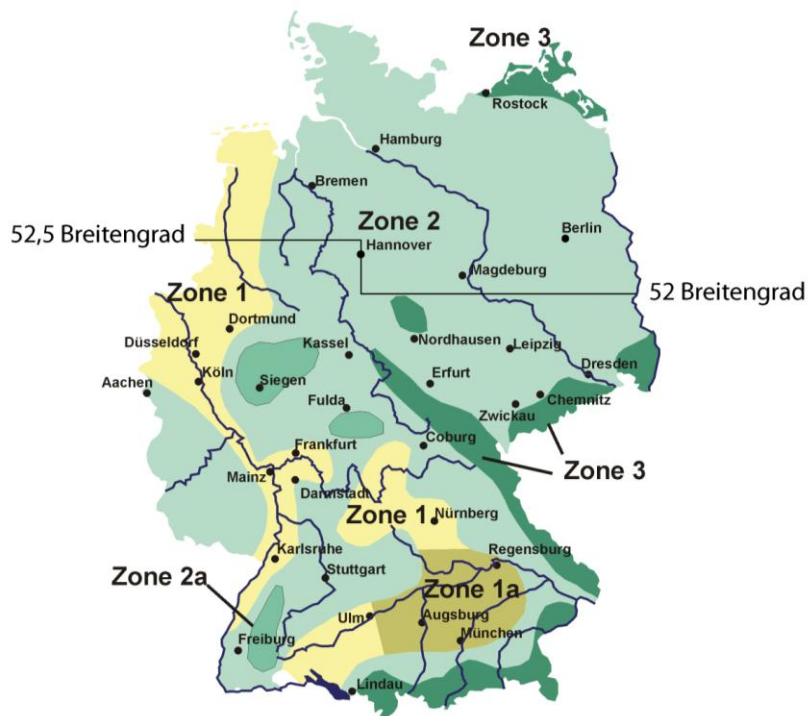 Zone 3
Rostock
Hamburg
Bremen
52,5 Breitengrad
Zone 2
Berlin
Hannover
Magdeburg
Zone 1
52 Breitengrad
Dortmund
Düsseldorf
Kassel
Nordhausen
Leipzig
Köln
Aachen
Siegen
Erfurt
Dresden
Chemnitz
Fulda
Zwickau
Coburg
Frankfurt
Zone 3
Mainz
Darmstadt
Zone 1
Nürnberg
Karlsruhe
Regensburg
Stuttgart
Zone 2a
Zone 1a
Ulm
Augsburg
München
Freiburg
Lindau